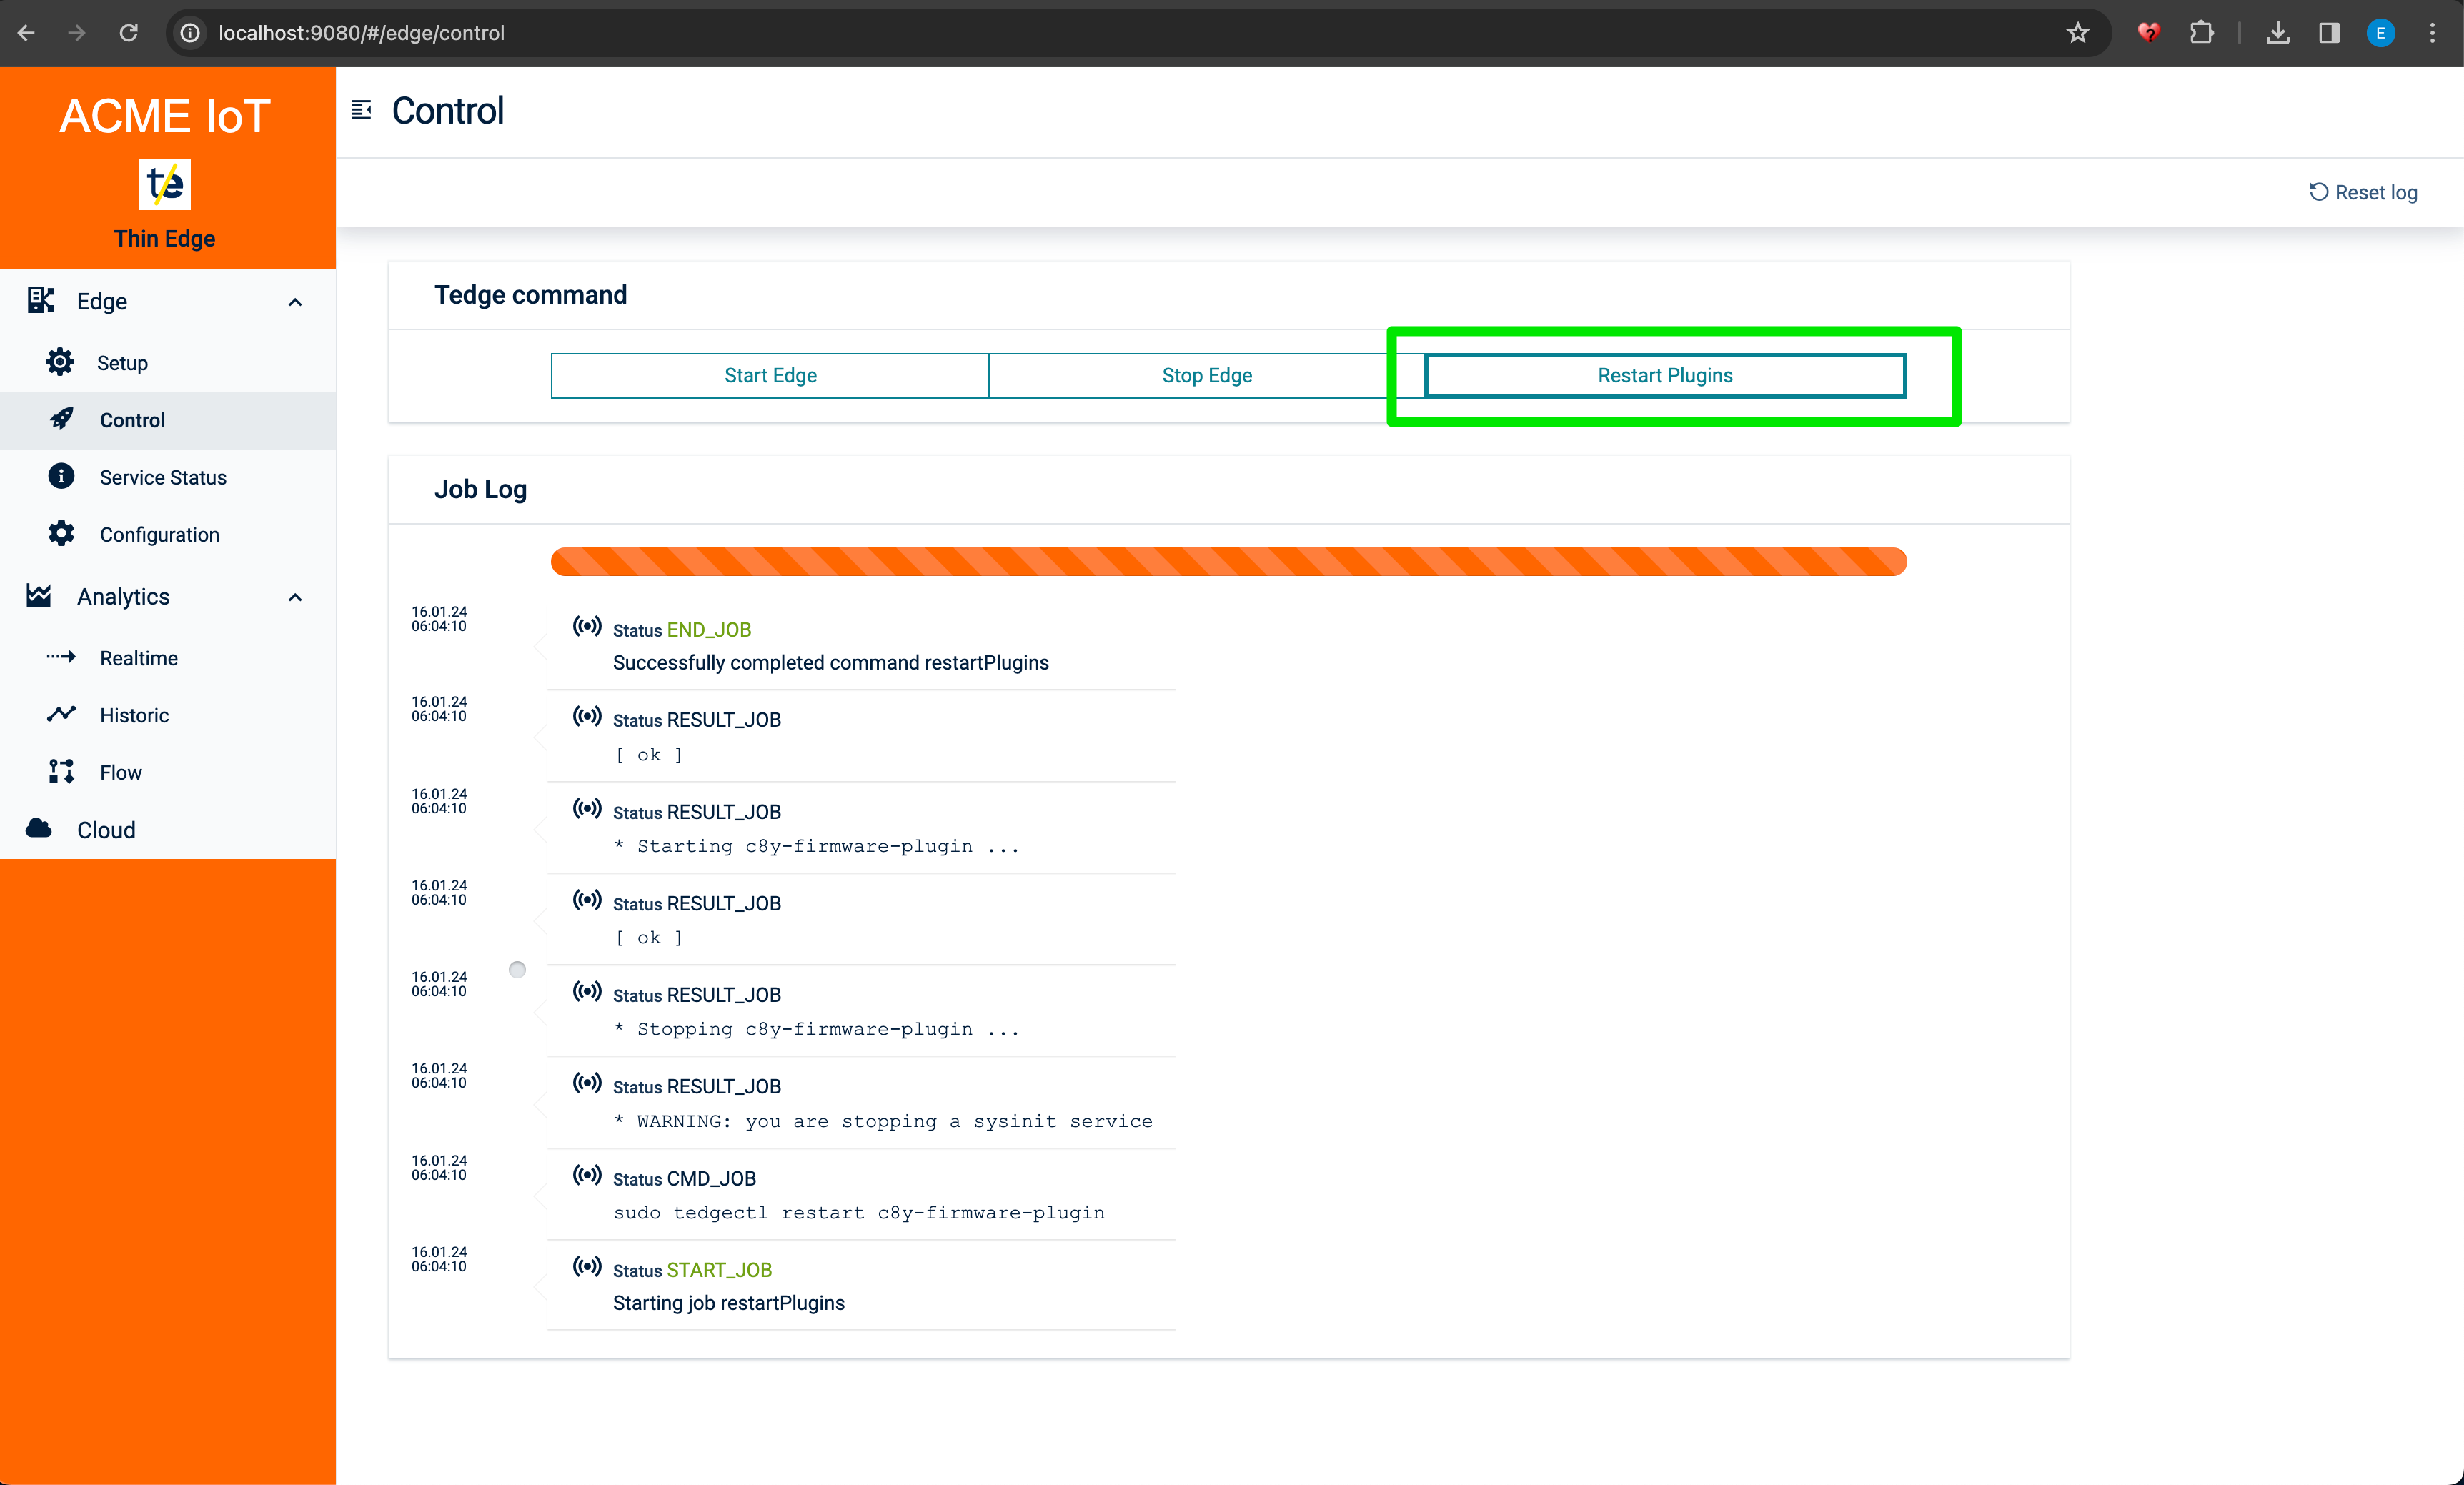 localhost:9080/#/edge/control
E
ACME IoT
te
Thin Edge
Edge
Setup
Control
Service Status
Configuration
Analytics
Realtime
Historic
Flow
Cloud
Control
Reset log
Tedge command
Start Edge
Stop Edge
Restart Plugins
Job Log
16.01.24
06:04:10
Status END_JOB
Successfully completed command restartPlugins
16.01.24
06:04:10
Status RESULT_JOB
[ ok ]
16.01.24
06:04:10
Status RESULT_JOB
* Starting c8y-firmware-plugin ...
16.01.24
06:04:10
Status RESULT_JOB
[ ok ]
16.01.24
06:04:10
Status RESULT_JOB
* Stopping c8y-firmware-plugin ...
16.01.24
06:04:10
Status RESULT_JOB
* WARNING: you are stopping a sysinit service
16.01.24
06:04:10
Status CMD_JOB
sudo tedgectl restart c8y-firmware-plugin
16.01.24
06:04:10
Status START_JOB
Starting job restartPlugins